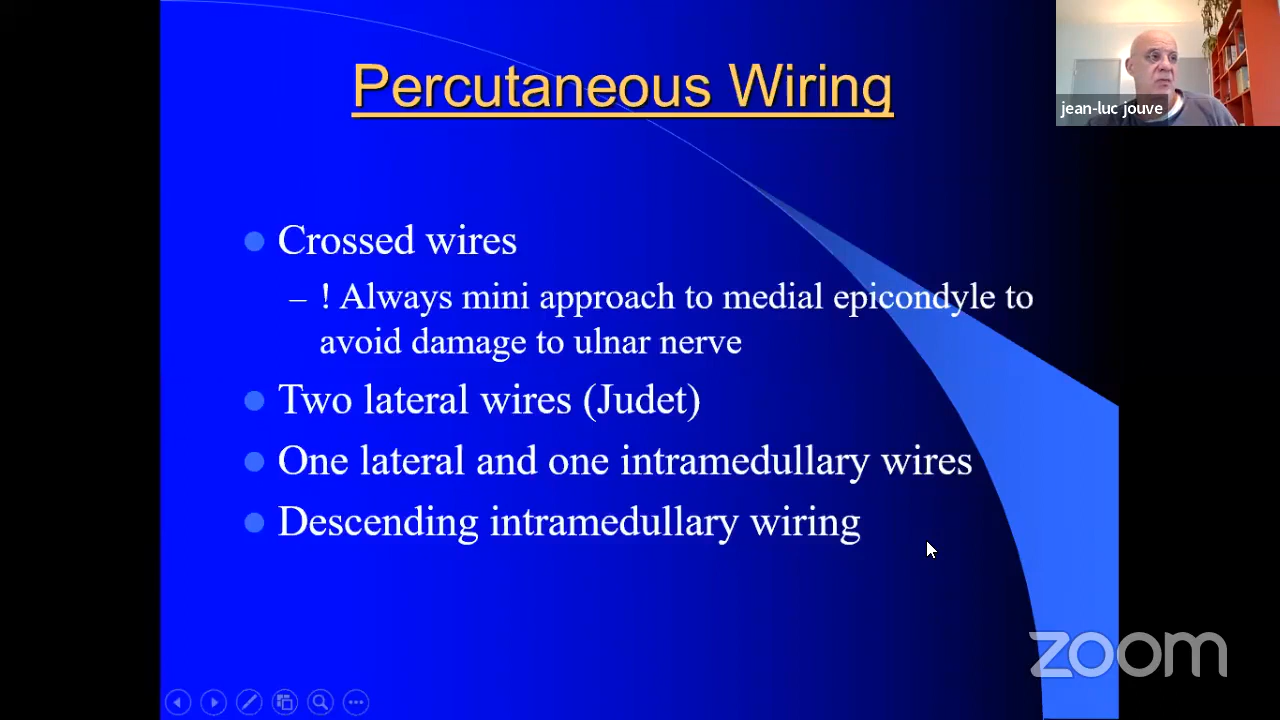 Percutaneous Wiring
jean-luc jouve
Crossed wires
– ! Always mini approach to medial epicondyle to
avoid damage to ulnar nerve
Two lateral wires (Judet)
One lateral and one intramedullary wires
Descending intramedullary wiring
zoom